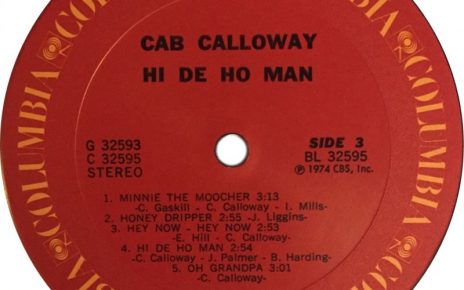 CAB CALLOWAY
HI DE HO MAN
G 32593
C 32595
STEREO
SIDE 3
BL 32595
℗ 1974 CBS, Inc.
1. MINNIE THE MOOCHER 3:13
-C. Gaskill - C. Calloway - I. Mills-
2. HONEY DRIPPER 2:55 -J. Liggins-
3. HEY NOW - HEY NOW 2:53
-E. Hill - C. Calloway-
4. HI DE HO MAN 2:54
-C. Calloway - J. Palmer - B. Harding-
5. OH GRANDPA 3:01
-C. Calloway-
COLUMBIA
COLUMBIA
COLUMBIA
COLUMBIA